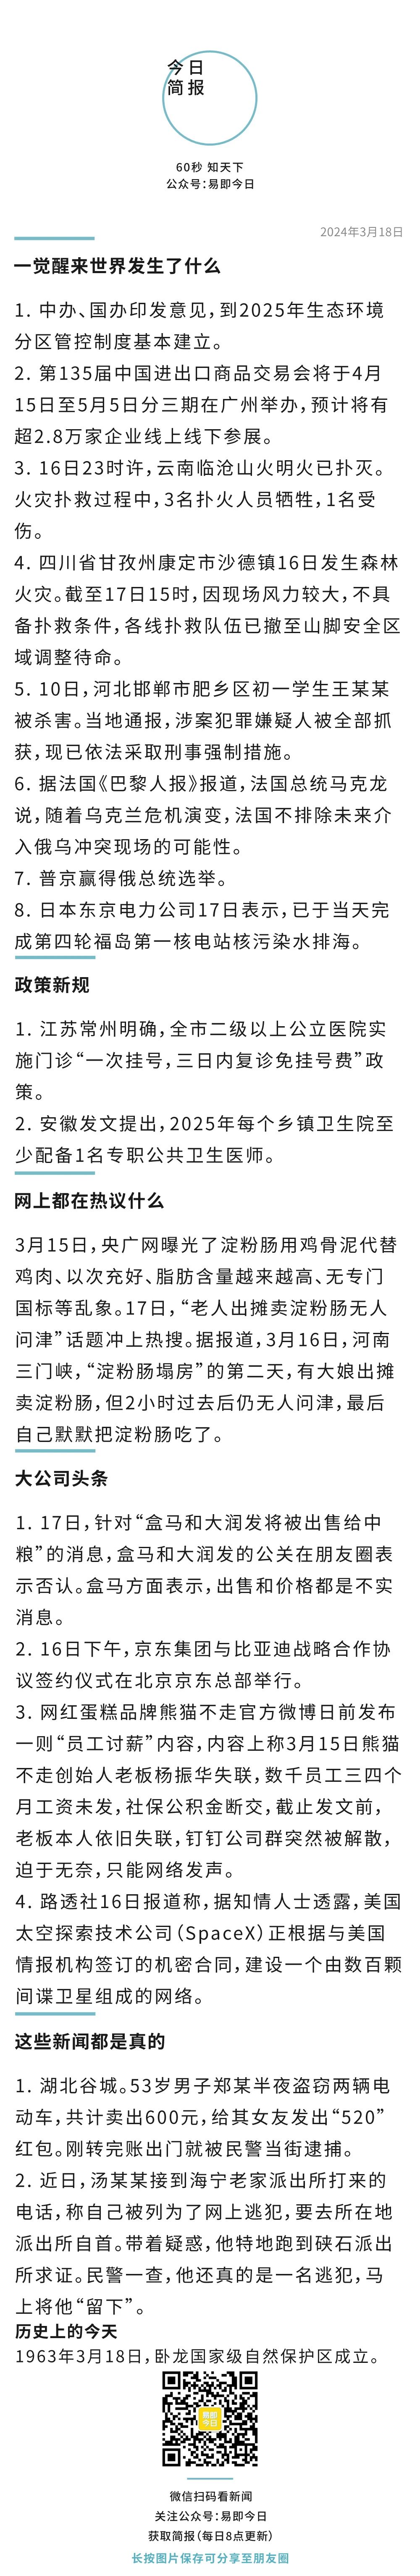 今日
简报
60秒 知天下
公众号：易即今日
2024年3月18日
一觉醒来世界发生了什么
1. 中办、国办印发意见，到2025年生态环境
分区管控制度基本建立。
2. 第135届中国进出口商品交易会将于4月
15日至5月5日分三期在广州举办，预计将有
超2.8万家企业线上线下参展。
3. 16日23时许，云南临沧山火明火已扑灭。
火灾扑救过程中，3名扑火人员牺牲，1名受
伤。
4. 四川省甘孜州康定市沙德镇16日发生森林
火灾。截至17日15时，因现场风力较大，不具
备扑救条件，各线扑救队伍已撤至山脚安全区
域调整待命。
5. 10日，河北邯郸市肥乡区初一学生王某某
被杀害。当地通报，涉案犯罪嫌疑人被全部抓
获，现已依法采取刑事强制措施。
6. 据法国《巴黎人报》报道，法国总统马克龙
说，随着乌克兰危机演变，法国不排除未来介
入俄乌冲突现场的可能性。
7. 普京赢得俄总统选举。
8. 日本东京电力公司17日表示，已于当天完
成第四轮福岛第一核电站核污染水排海。
政策新规
1. 江苏常州明确，全市二级以上公立医院实
施门诊“一次挂号，三日内复诊免挂号费”政
策。
2. 安徽发文提出，2025年每个乡镇卫生院至
少配备1名专职公共卫生医师。
网上都在热议什么
3月15日，央广网曝光了淀粉肠用鸡骨泥代替
鸡肉、以次充好、脂肪含量越来越高、无专门
国标等乱象。17日，“老人出摊卖淀粉肠无人
问津”话题冲上热搜。据报道，3月16日，河南
三门峡，“淀粉肠塌房”的第二天，有大娘出摊
卖淀粉肠，但2小时过去后仍无人问津，最后
自己默默把淀粉肠吃了。
大公司头条
1. 17日，针对“盒马和大润发将被出售给中
粮”的消息，盒马和大润发的公关在朋友圈表
示否认。盒马方面表示，出售和价格都是不实
消息。
2. 16日下午，京东集团与比亚迪战略合作协
议签约仪式在北京京东总部举行。
3. 网红蛋糕品牌熊猫不走官方微博日前发布
一则“员工讨薪”内容，内容上称3月15日熊猫
不走创始人老板杨振华失联，数千员工三四个
月工资未发，社保公积金断交，截止发文前，
老板本人依旧失联，钉钉公司群突然被解散，
迫于无奈，只能网络发声。
4. 路透社16日报道称，据知情人士透露，美国
太空探索技术公司（SpaceX）正根据与美国
情报机构签订的机密合同，建设一个由数百颗
间谍卫星组成的网络。
这些新闻都是真的
1. 湖北谷城。53岁男子郑某半夜盗窃两辆电
动车，共计卖出600元，给其女友发出“520”
红包。刚转完账出门就被民警当街逮捕。
2. 近日，汤某某接到海宁老家派出所打来的
电话，称自己被列为了网上逃犯，要去所在地
派出所自首。带着疑惑，他特地跑到硖石派出
所求证。民警一查，他还真的是一名逃犯，马
上将他“留下”。
历史上的今天
1963年3月18日，卧龙国家级自然保护区成立。
易即
今日
微信扫码看新闻
关注公众号：易即今日
获取简报（每日8点更新）
长按图片保存可分享至朋友圈